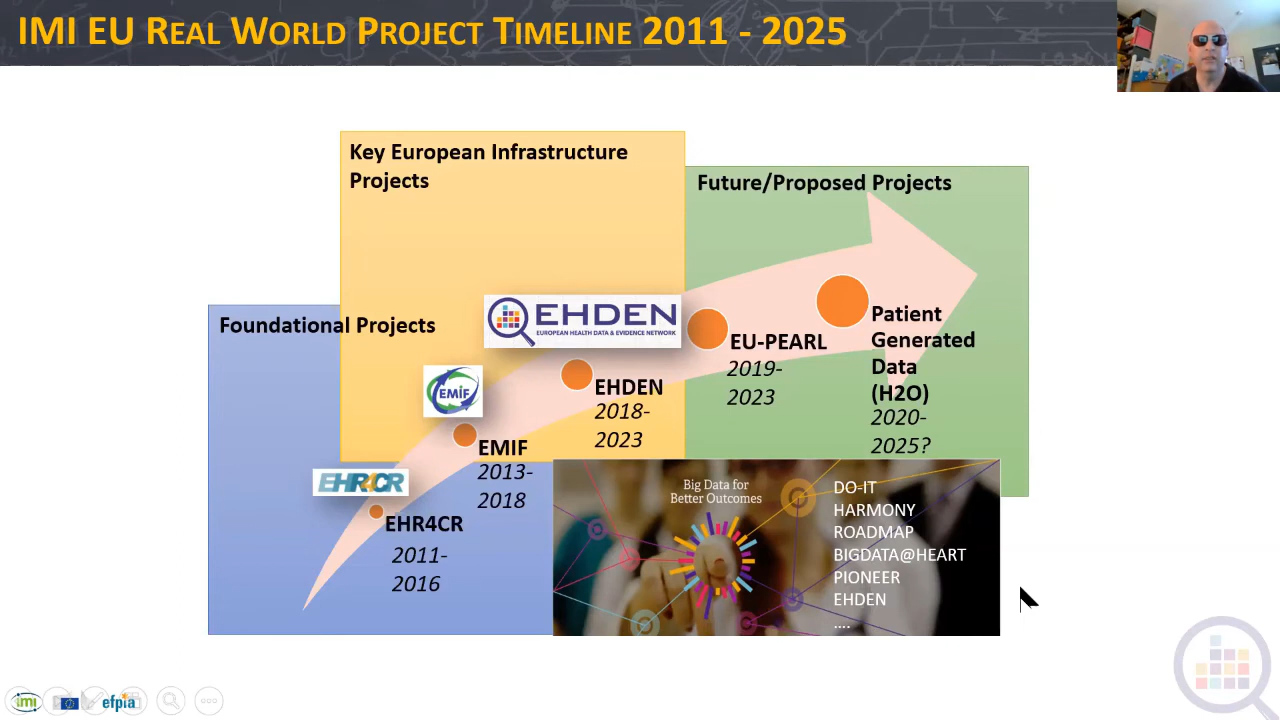 IMI EU REAL WORLD PROJECT TIMELINE 2011 - 2025
Key European Infrastructure
Projects
Future/Proposed Projects
Foundational Projects
EHDEN
EUROPEAN HEALTH DATA & EVIDENCE NETWORK
EMIF
EHR4CR
EHR4CR
2011-
2016
EMIF
2013-
2018
EHDEN
2018-
2023
EU-PEARL
2019-
2023
Patient
Generated
Data
(H2O)
2020-
2025?
Big Data for
Better Outcomes
DO-IT
HARMONY
ROADMAP
BIGDATA@HEART
PIONEER
EHDEN
....
imi
efpia